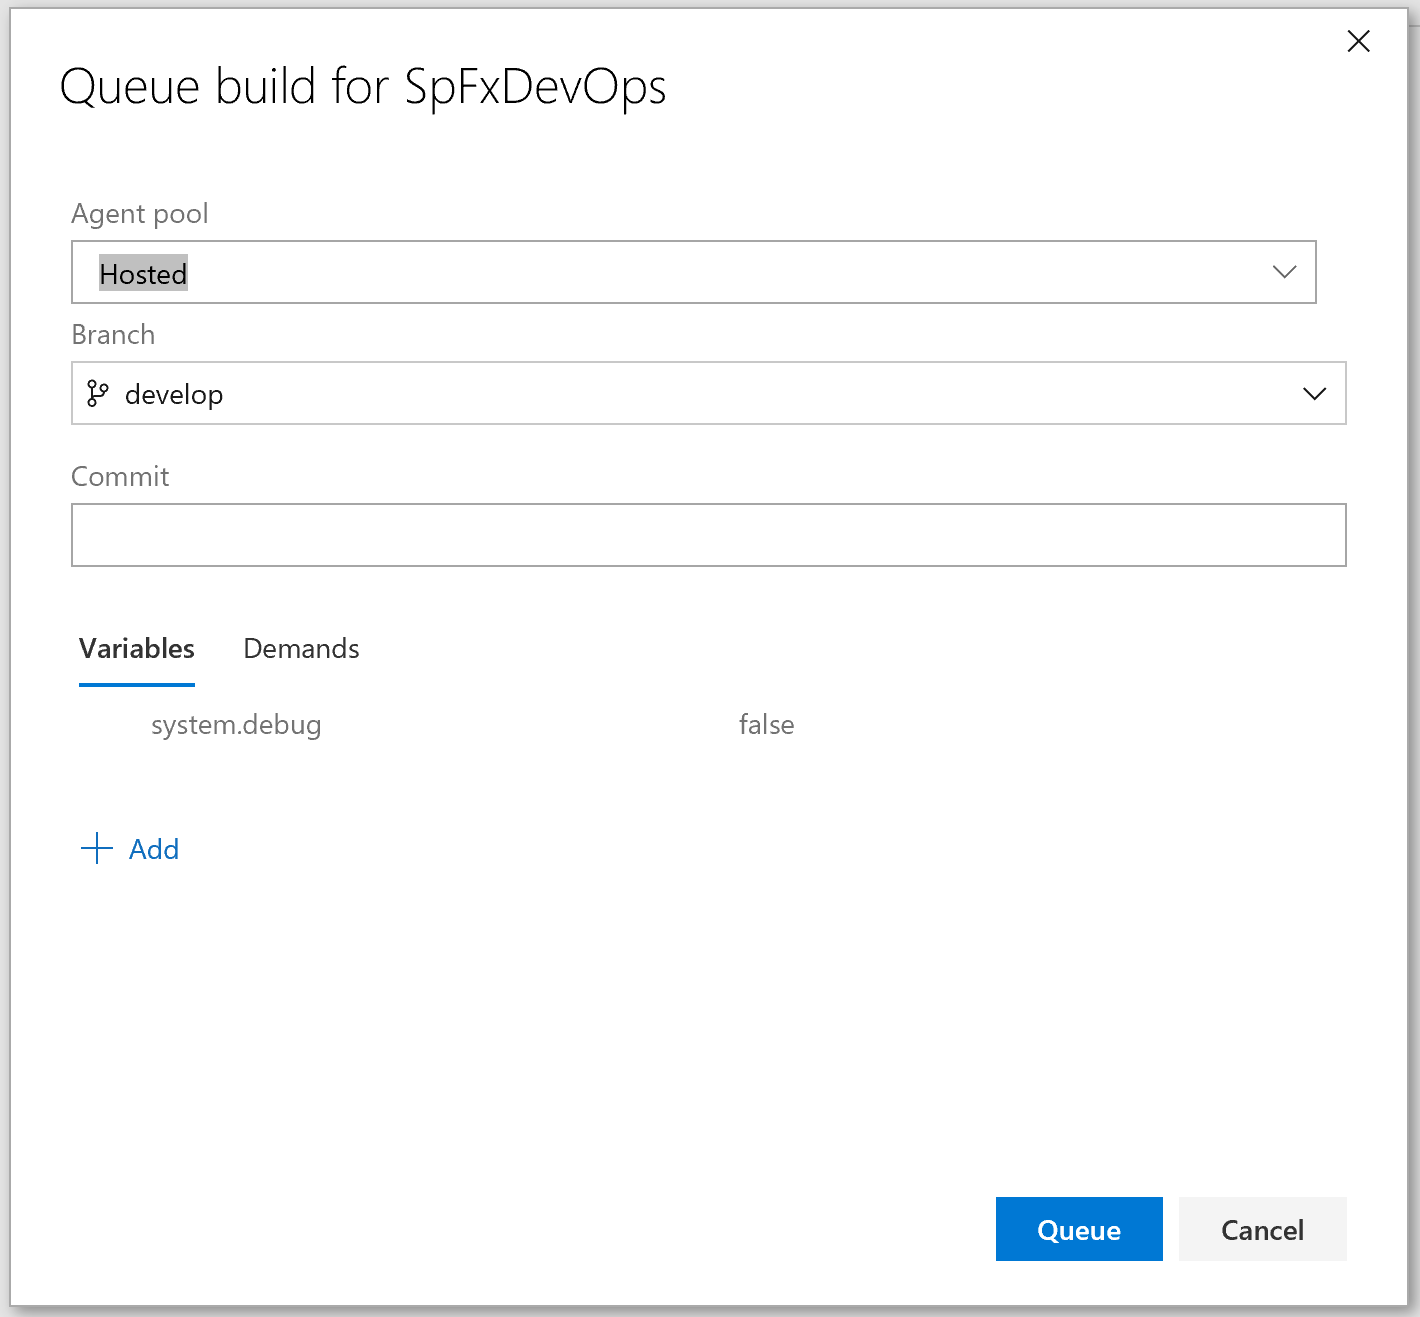 Queue build for SpFxDevOps
Agent pool
Hosted
Branch
develop
Commit
Variables Demands
system.debug false
Add
Queue Cancel